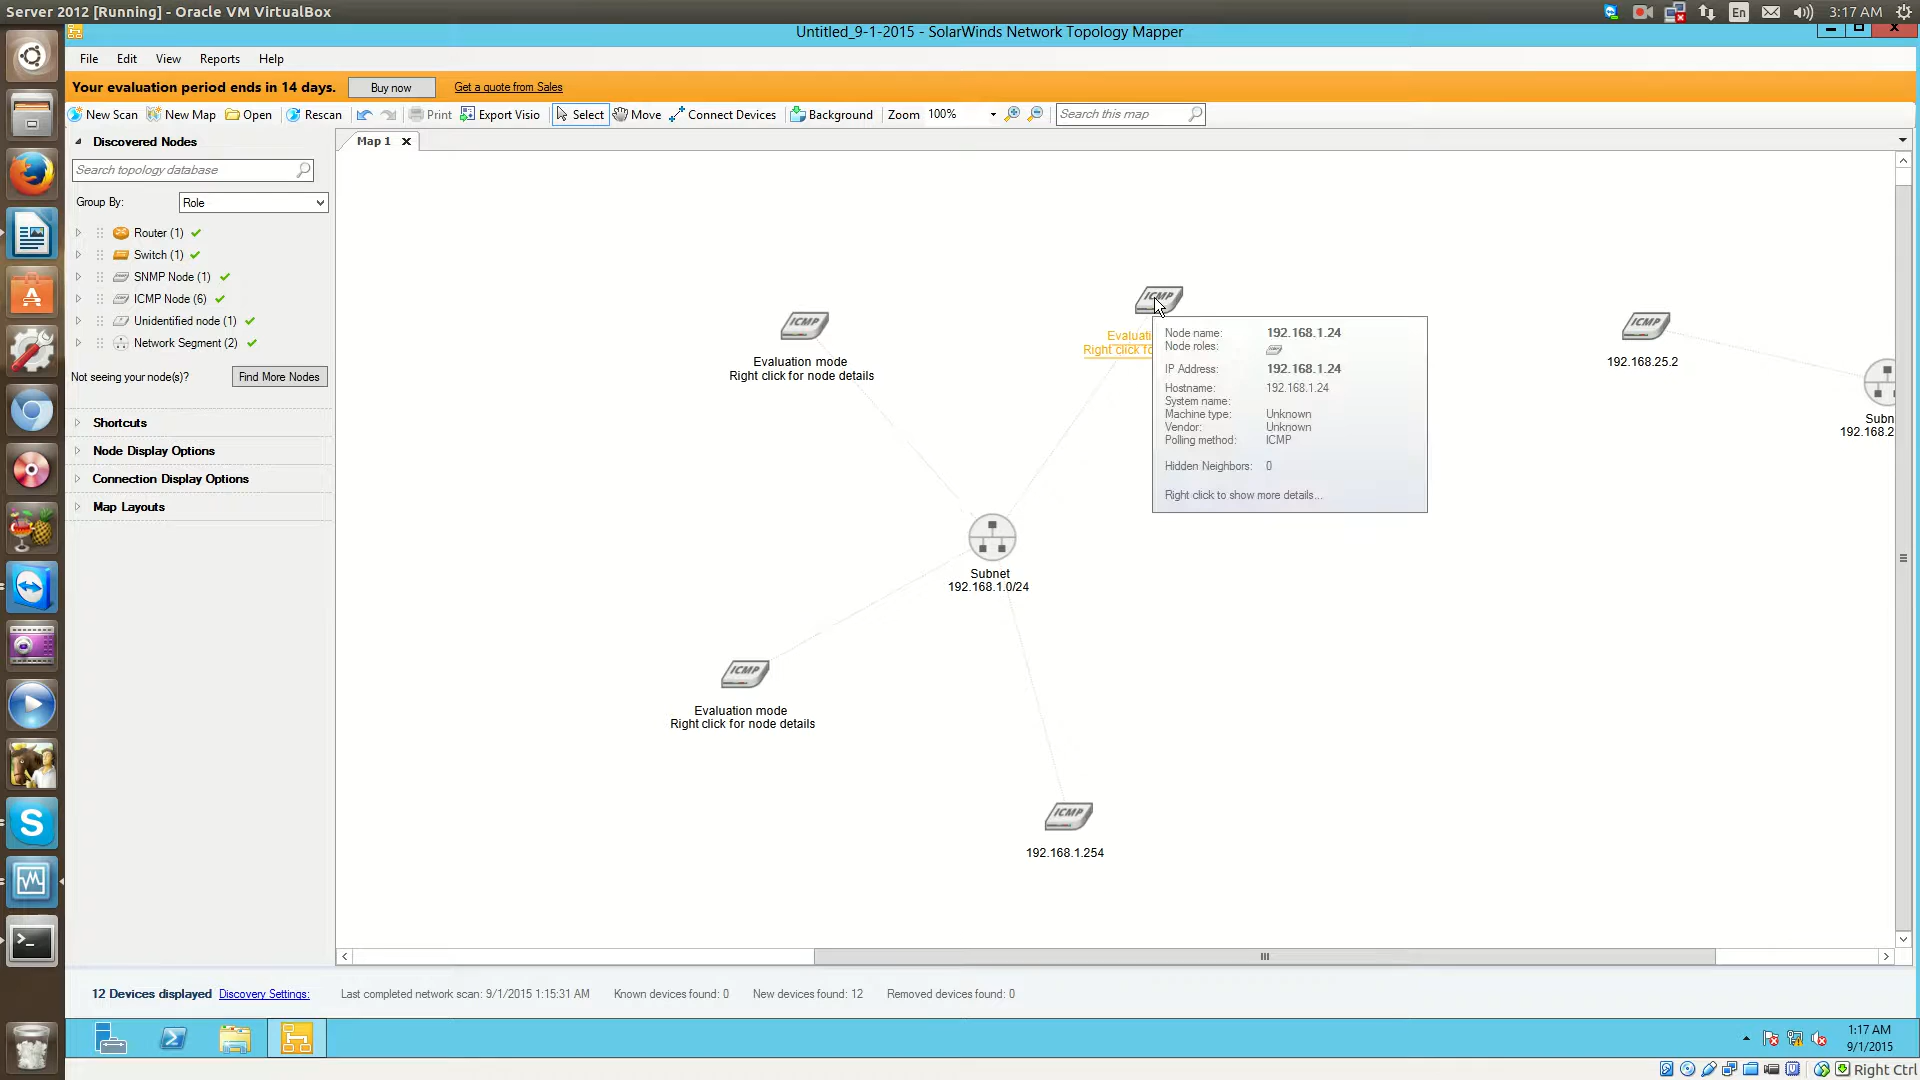 Server 2012 [Running] - Oracle VM VirtualBox
En
3:17 AM
Untitled_9-1-2015 - SolarWinds Network Topology Mapper
File Edit View Reports Help
Your evaluation period ends in 14 days. Buy now Get a quote from Sales
New Scan New Map Open Rescan Print Export Visio Select Move Connect Devices Background Zoom 100% Search this map
Discovered Nodes
Map 1
Search topology database
Group By: Role
Router (1)
Switch (1)
SNMP Node (1)
ICMP Node (6)
Unidentified node (1)
Network Segment (2)
Not seeing your node(s)? Find More Nodes
Shortcuts
Node Display Options
Connection Display Options
Map Layouts
ICMP
Evaluation mode
Right click for node details
ICMP
Evaluati
Right click fo
Node name: 192.168.1.24
Node roles:
IP Address: 192.168.1.24
Hostname: 192.168.1.24
System name:
Machine type: Unknown
Vendor: Unknown
Polling method: ICMP
Hidden Neighbors: 0
Right click to show more details...
ICMP
192.168.25.2
Subn
192.168.2
Subnet
192.168.1.0/24
ICMP
Evaluation mode
Right click for node details
ICMP
192.168.1.254
12 Devices displayed Discovery Settings: Last completed network scan: 9/1/2015 1:15:31 AM Known devices found: 0 New devices found: 12 Removed devices found: 0
1:17 AM
9/1/2015
Right Ctrl